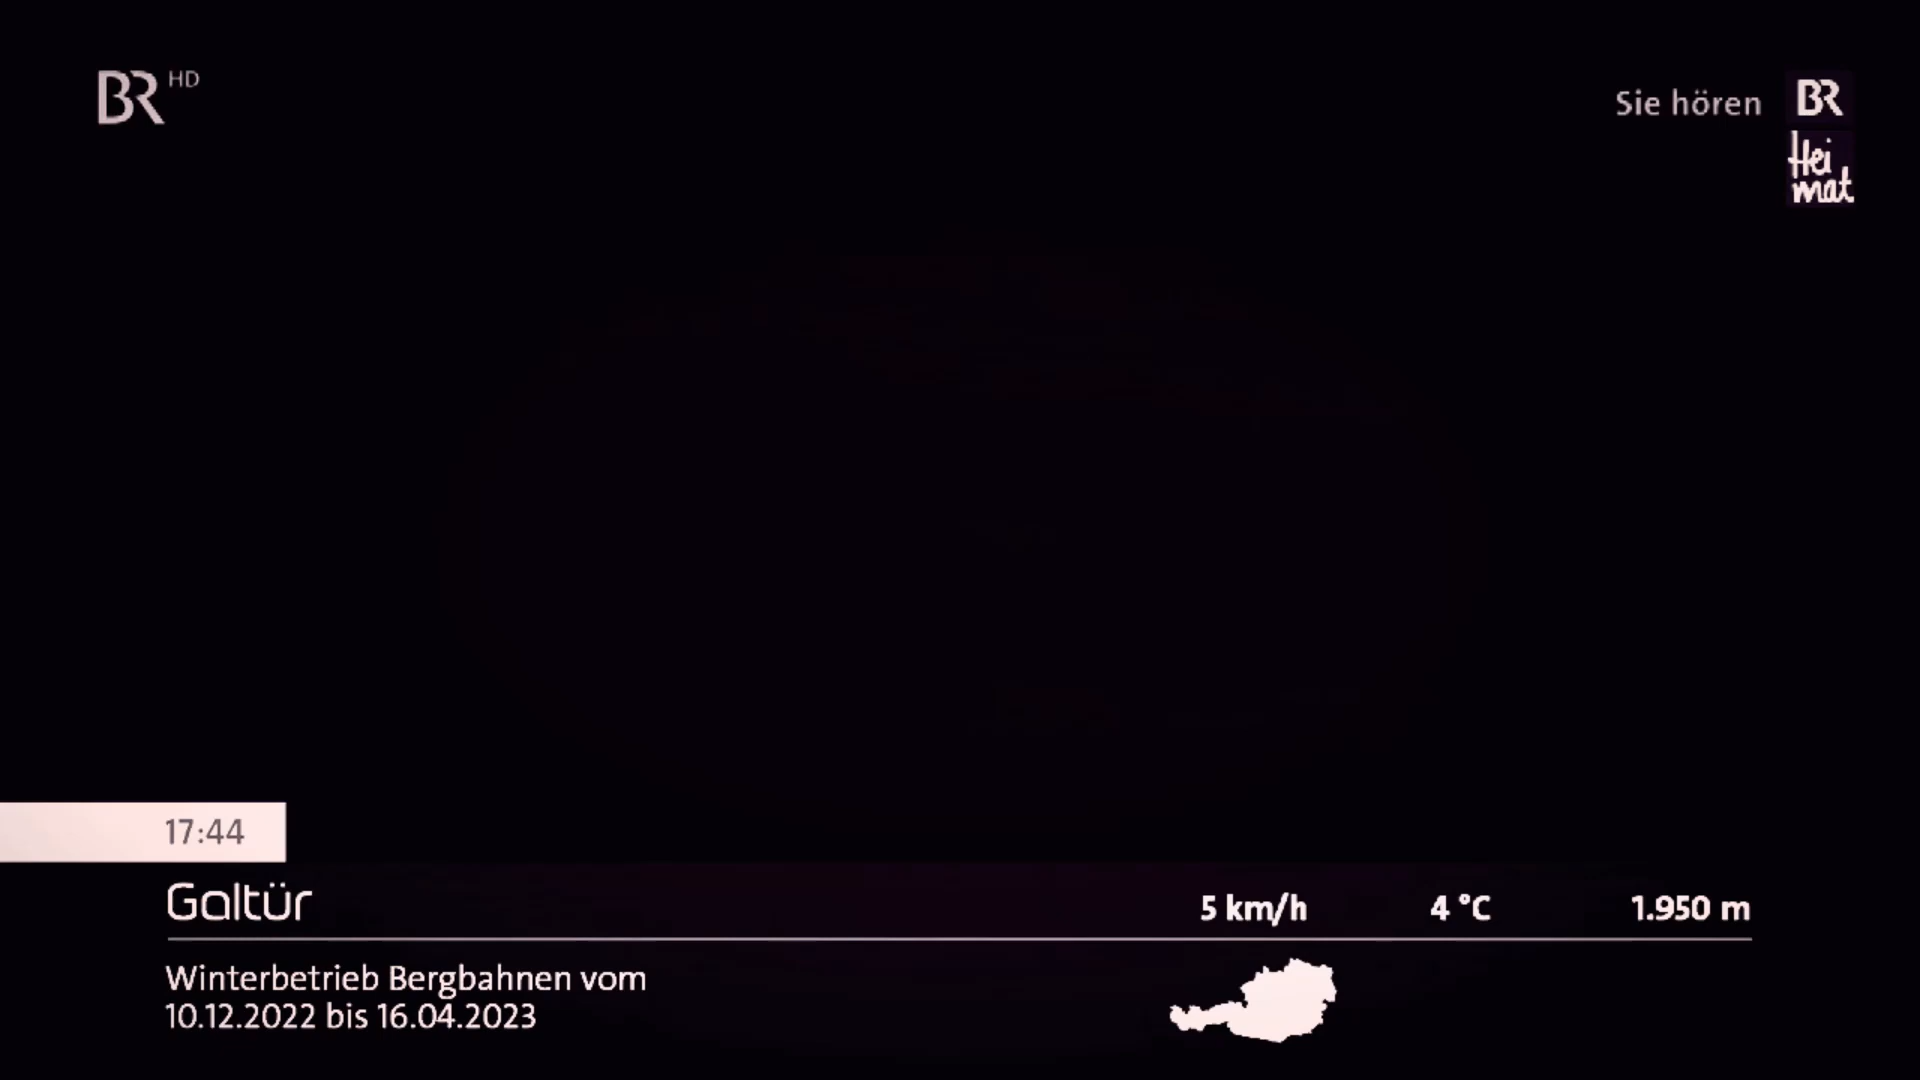 BR HD
Sie hören BR
Hei
mat
17:44
Galtür 5 km/h 4 °C 1.950 m
Winterbetrieb Bergbahnen vom
10.12.2022 bis 16.04.2023